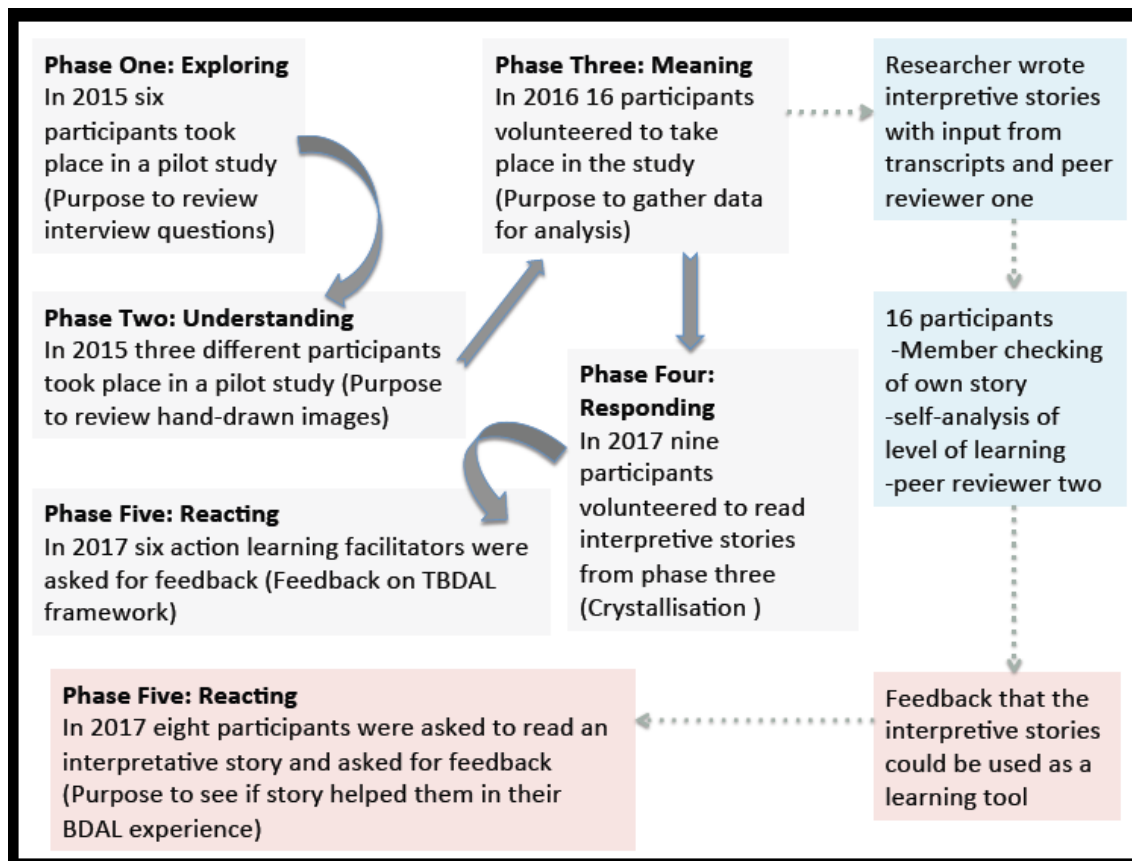 Phase One: Exploring
In 2015 six
participants took
place in a pilot study
(Purpose to review
interview questions)
Phase Two: Understanding
In 2015 three different participants
took place in a pilot study (Purpose
to review hand-drawn images)
Phase Three: Meaning
In 2016 16 participants
volunteered to take
place in the study
(Purpose to gather data
for analysis)
Phase Four:
Responding
In 2017 nine
participants
volunteered to read
interpretive stories
from phase three
(Crystallisation )
Phase Five: Reacting
In 2017 six action learning facilitators were
asked for feedback (Feedback on TBDAL
framework)
Researcher wrote
interpretive stories
with input from
transcripts and peer
reviewer one
16 participants
-Member checking
of own story
-self-analysis of
level of learning
-peer reviewer two
Feedback that the
interpretive stories
could be used as a
learning tool
Phase Five: Reacting
In 2017 eight participants were asked to read an
interpretative story and asked for feedback
(Purpose to see if story helped them in their
BDAL experience)